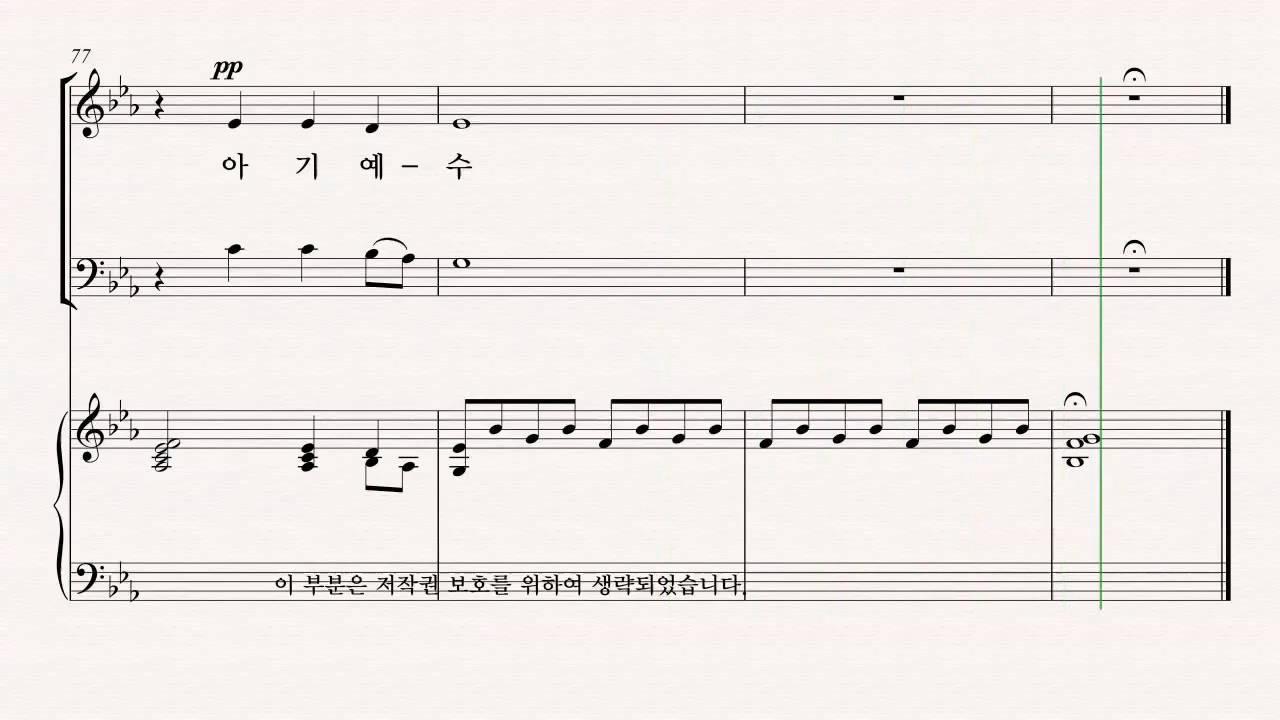 77
pp
아 기 예 – 수
이 부분은 저작권 보호를 위하여 생략되었습니다.